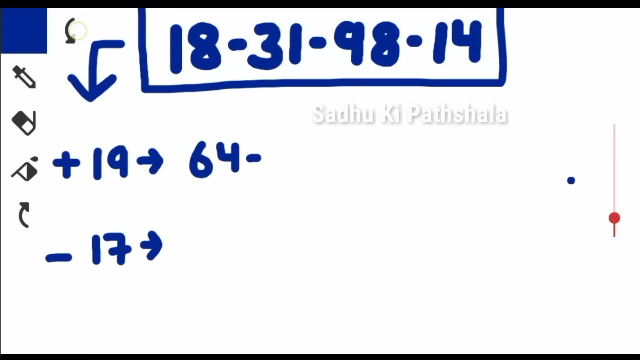 18-31-98-14
Sadhu Ki Pathshala
+ 19 → 64-
- 17 →